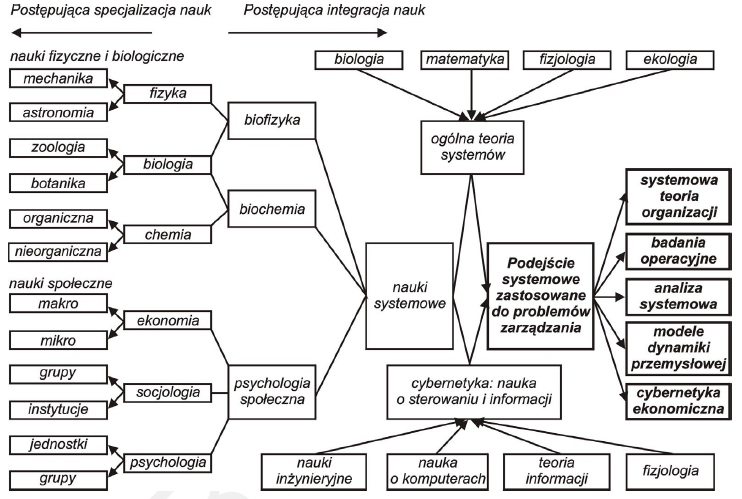 Postępująca specjalizacja nauk
Postępująca integracja nauk
nauki fizyczne i biologiczne
mechanika
astronomia
zoologia
botanika
organiczna
nieorganiczna
nauki społeczne
makro
mikro
grupy
instytucje
jednostki
grupy
fizyka
biologia
chemia
ekonomia
socjologia
psychologia
biofizyka
biochemia
psychologia
społeczna
nauki
systemowe
biologia
matematyka
fizjologia
ekologia
ogólna teoria
systemów
Podejście
systemowe
zastosowane
do problemów
zarządzania
cybernetyka: nauka
o sterowaniu i informacji
nauki
inżynieryjne
nauka
o komputerach
teoria
informacji
fizjologia
systemowa
teoria
organizacji
badania
operacyjne
analiza
systemowa
modele
dynamiki
przemysłowej
cybernetyka
ekonomiczna